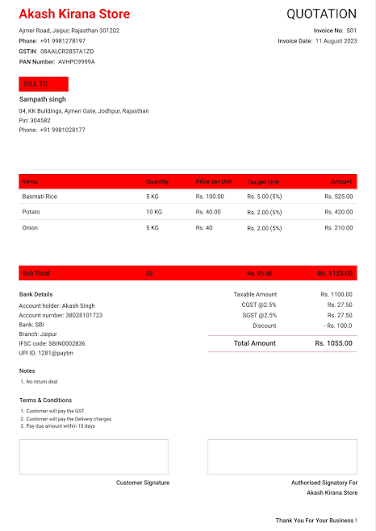 Akash Kirana Store
QUOTATION
Ajmer Road, Jaipur, Rajasthan 301202
Invoice No: S01
Phone: +91 9981278197
Invoice Date: 11 August 2023
GSTIN: 08AALCR2857A1ZD
PAN Number: AVHPC9999A
BILL TO
Sampath singh
04, KK Buildings, Ajmeri Gate, Jodhpur, Rajasthan
Pin: 304582
Phone: +91 9981028177
Items Quantity Price per Unit Tax per Unit Amount
Basmati Rice 5 KG Rs. 100.00 Rs. 5.00 (5%) Rs. 525.00
Potato 10 KG Rs. 40.00 Rs. 2.00 (5%) Rs. 420.00
Onion 5 KG Rs. 40 Rs. 2.00 (5%) Rs. 210.00
Sub Total 20 Rs. 1155.00
Bank Details
Taxable Amount Rs. 1100.00
Account holder: Akash Singh
CGST @2.5% Rs. 27.50
Account number: 38028101723
SGST @2.5% Rs. 27.50
Bank: SBI
Discount - Rs. 100.0
Branch: Jaipur
IFSC code: SBIN0002836
Total Amount Rs. 1055.00
UPI ID: 1281@paytm
Notes
1. No return deal
Terms & Conditions
1. Customer will pay the GST
2. Customer will pay the Delivery charges
3. Pay due amount within 15 days
Customer Signature
Authorised Signatory For
Akash Kirana Store
Thank You For Your Business !